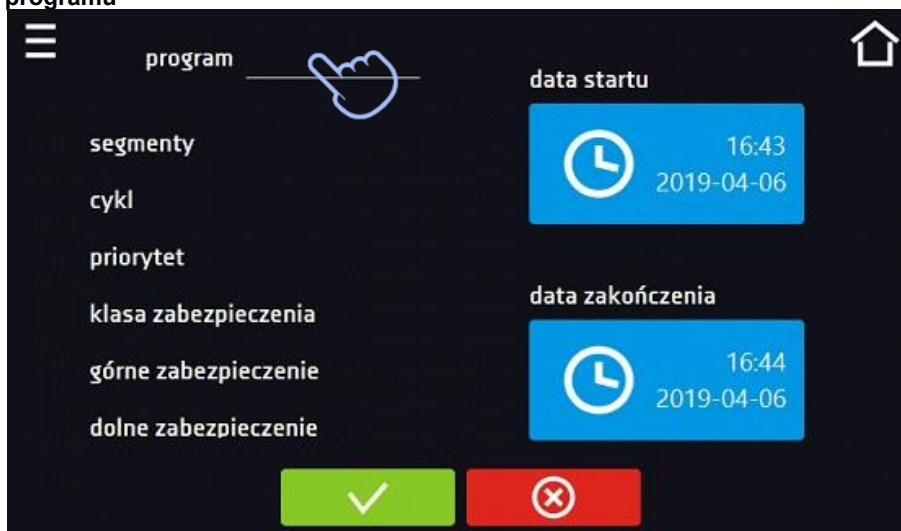 programu
program
segmenty
cykl
priorytet
klasa zabezpieczenia
górne zabezpieczenie
dolne zabezpieczenie
data startu
16:43
2019-04-06
data zakończenia
16:44
2019-04-06